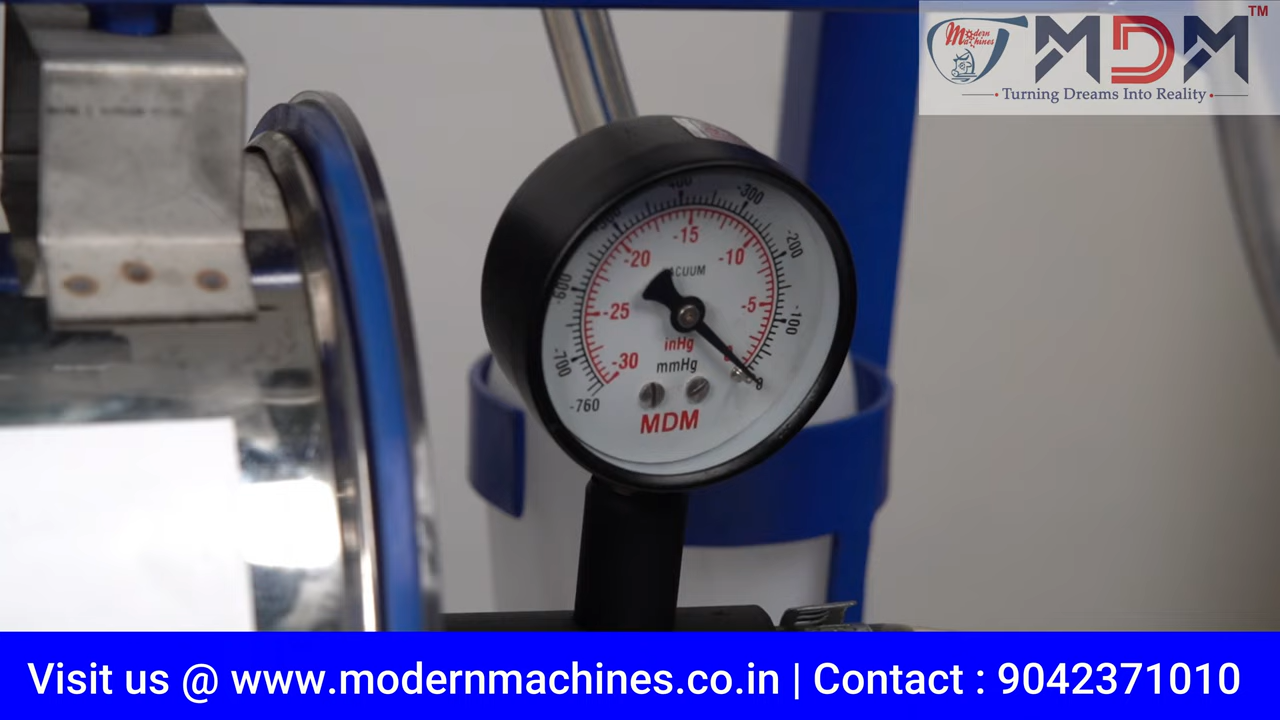 Modern
Machines
MDM
TM
Turning Dreams Into Reality
-300
-200
-100
-600
-700
-760
-15
-20
-10
-25
-5
-30
0
inHg
mmHg
MDM
Visit us @ www.modernmachines.co.in | Contact : 9042371010